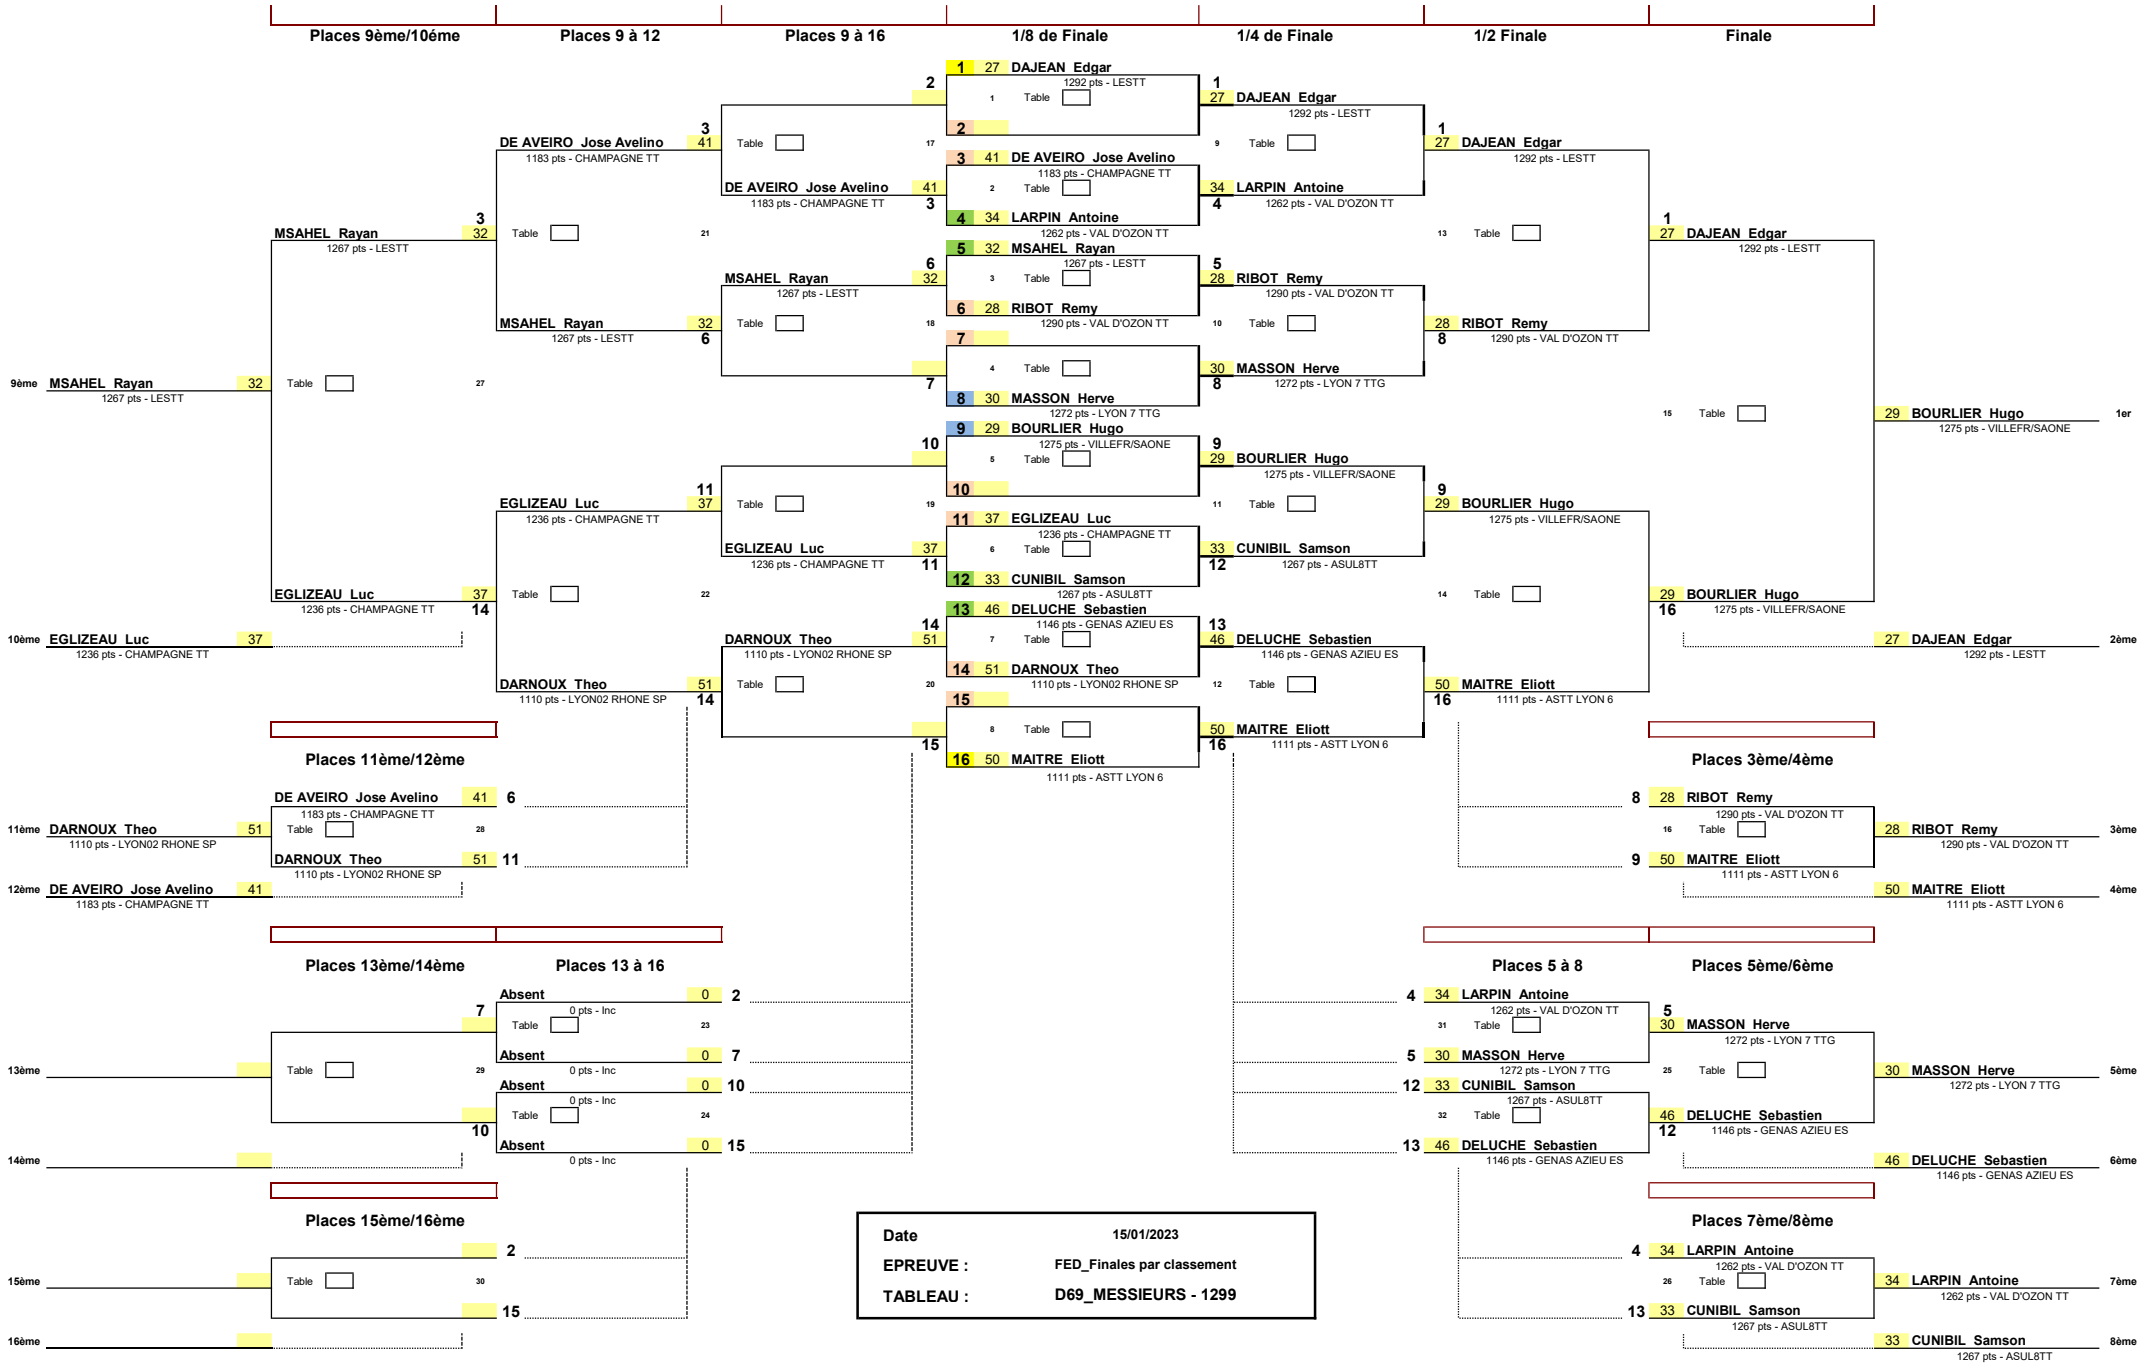 Places 9ème/10éme Places 9 à 12 Places 9 à 16 1/8 de Finale 1/4 de Finale 1/2 Finale Finale
1 27 DAJEAN Edgar
2 1292 pts - LESTT 1
1 Table 27 DAJEAN Edgar
1292 pts - LESTT
3 2 1
DE AVEIRO Jose Avelino 41 Table 17 9 Table 27 DAJEAN Edgar
1183 pts - CHAMPAGNE TT 3 41 DE AVEIRO Jose Avelino 1292 pts - LESTT
1183 pts - CHAMPAGNE TT
DE AVEIRO Jose Avelino 41 2 Table 34 LARPIN Antoine
1183 pts - CHAMPAGNE TT 3 4 1262 pts - VAL D'OZON TT
3 4 34 LARPIN Antoine 1
MSAHEL Rayan 32 Table 21 1262 pts - VAL D'OZON TT 13 Table 27 DAJEAN Edgar
1267 pts - LESTT 5 32 MSAHEL Rayan 1292 pts - LESTT
6 1267 pts - LESTT 5
MSAHEL Rayan 32 3 Table 28 RIBOT Remy
1267 pts - LESTT 1290 pts - VAL D'OZON TT
6 28 RIBOT Remy
MSAHEL Rayan 32 Table 18 1290 pts - VAL D'OZON TT 10 Table 28 RIBOT Remy
1267 pts - LESTT 6 7 8 1290 pts - VAL D'OZON TT
4 Table 30 MASSON Herve
9ème MSAHEL Rayan 32 Table 27 7 8 1272 pts - LYON 7 TTG
1267 pts - LESTT 8 30 MASSON Herve
1272 pts - LYON 7 TTG 15 Table 29 BOURLIER Hugo 1er
9 29 BOURLIER Hugo 1275 pts - VILLEFR/SAONE
10 1275 pts - VILLEFR/SAONE 9
5 Table 29 BOURLIER Hugo
1275 pts - VILLEFR/SAONE
11 10 9
EGLIZEAU Luc 37 Table 19 11 Table 29 BOURLIER Hugo
1236 pts - CHAMPAGNE TT 11 37 EGLIZEAU Luc 1275 pts - VILLEFR/SAONE
1236 pts - CHAMPAGNE TT
EGLIZEAU Luc 37 6 Table 33 CUNIBIL Samson
1236 pts - CHAMPAGNE TT 11 12 1267 pts - ASUL8TT
12 33 CUNIBIL Samson
EGLIZEAU Luc 37 Table 22 1267 pts - ASUL8TT 14 Table 29 BOURLIER Hugo
1236 pts - CHAMPAGNE TT 14 13 46 DELUCHE Sebastien 16 1275 pts - VILLEFR/SAONE
14 1146 pts - GENAS AZIEU ES 13
10ème EGLIZEAU Luc 37 DARNOUX Theo 51 7 Table 46 DELUCHE Sebastien 27 DAJEAN Edgar 2ème
1236 pts - CHAMPAGNE TT 1110 pts - LYON02 RHONE SP 1146 pts - GENAS AZIEU ES 1292 pts - LESTT
14 51 DARNOUX Theo
DARNOUX Theo 51 Table 20 1110 pts - LYON02 RHONE SP 12 Table 50 MAITRE Eliott
1110 pts - LYON02 RHONE SP 14 15 16 1111 pts - ASTT LYON 6
8 Table 50 MAITRE Eliott
15 16 1111 pts - ASTT LYON 6
Places 11ème/12ème 16 50 MAITRE Eliott Places 3ème/4ème
1111 pts - ASTT LYON 6
DE AVEIRO Jose Avelino 41 6 8 28 RIBOT Remy
1183 pts - CHAMPAGNE TT 1290 pts - VAL D'OZON TT
11ème DARNOUX Theo 51 Table 28 16 Table 28 RIBOT Remy 3ème
1110 pts - LYON02 RHONE SP 1290 pts - VAL D'OZON TT
DARNOUX Theo 51 11 9 50 MAITRE Eliott
1110 pts - LYON02 RHONE SP 1111 pts - ASTT LYON 6
12ème DE AVEIRO Jose Avelino 41 50 MAITRE Eliott 4ème
1183 pts - CHAMPAGNE TT 1111 pts - ASTT LYON 6
Places 13ème/14ème Places 13 à 16 Places 5 à 8 Places 5ème/6ème
Absent 0 2 4 34 LARPIN Antoine
7 0 pts - Inc 1262 pts - VAL D'OZON TT 5
Table 23 31 Table 30 MASSON Herve
1272 pts - LYON 7 TTG
Absent 0 7 5 30 MASSON Herve
13ème Table 29 0 pts - Inc 1272 pts - LYON 7 TTG 25 Table 30 MASSON Herve 5ème
Absent 0 10 12 33 CUNIBIL Samson 1272 pts - LYON 7 TTG
0 pts - Inc 1267 pts - ASUL8TT
Table 24 32 Table 46 DELUCHE Sebastien
10 12 1146 pts - GENAS AZIEU ES
Absent 0 15 13 46 DELUCHE Sebastien
14ème 0 pts - Inc 1146 pts - GENAS AZIEU ES 46 DELUCHE Sebastien 6ème
1146 pts - GENAS AZIEU ES
Places 15ème/16ème Places 7ème/8ème
Date 15/01/2023
2 4 34 LARPIN Antoine
EPREUVE : FED_Finales par classement 1262 pts - VAL D'OZON TT
15ème Table 30 26 Table 34 LARPIN Antoine 7ème
TABLEAU : D69_MESSIEURS - 1299 1262 pts - VAL D'OZON TT
15 13 33 CUNIBIL Samson
1267 pts - ASUL8TT
16ème 33 CUNIBIL Samson 8ème
1267 pts - ASUL8TT